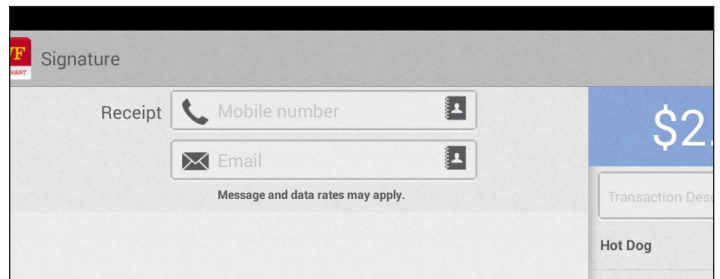 Signature
Receipt
Mobile number
Email
Message and data rates may apply.
$2.
Transaction Des
Hot Dog